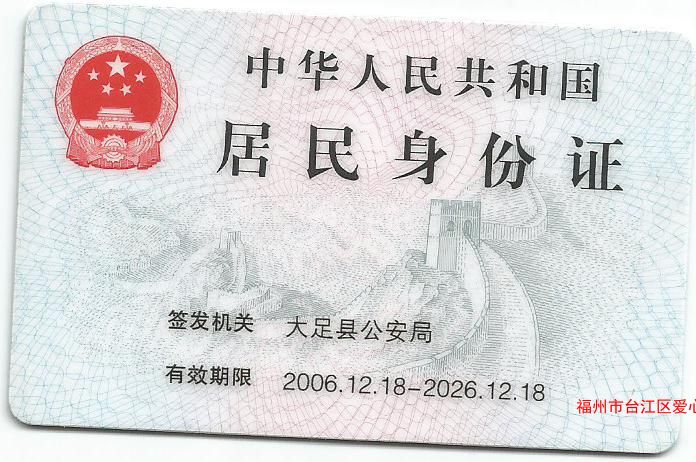 中华人民共和国
居民身份证
签发机关 大足县公安局
有效期限 2006.12.18-2026.12.18
福州市台江区爱心